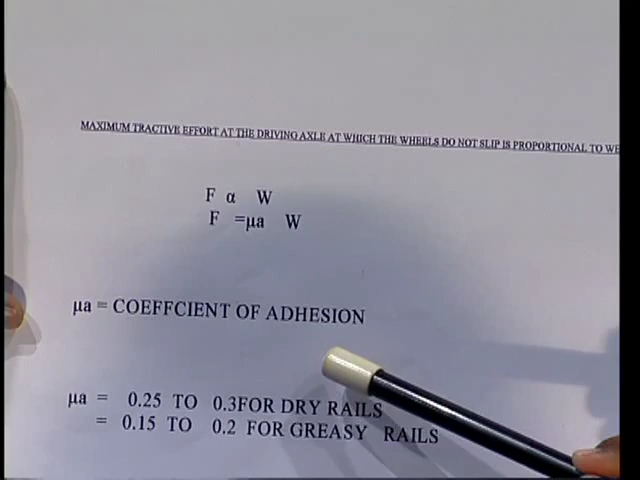 MAXIMUM TRACTIVE EFFORT AT THE DRIVING AXLE AT WHICH THE WHEELS DO NOT SLIP IS PROPORTIONAL TO WE
F α W
F =μa W
μa = COEFFCIENT OF ADHESION
μa = 0.25 TO 0.3FOR DRY RAILS
= 0.15 TO 0.2 FOR GREASY RAILS